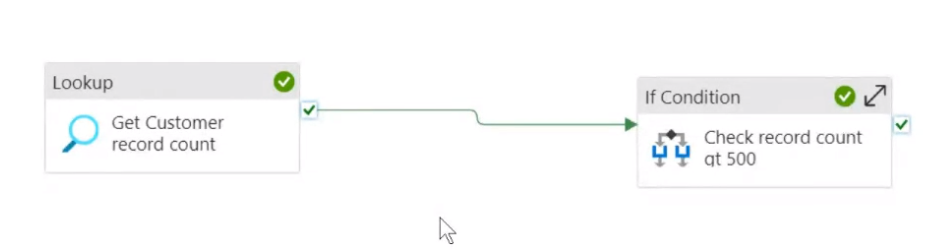 Lookup
Get Customer
record count
If Condition
Check record count
gt 500